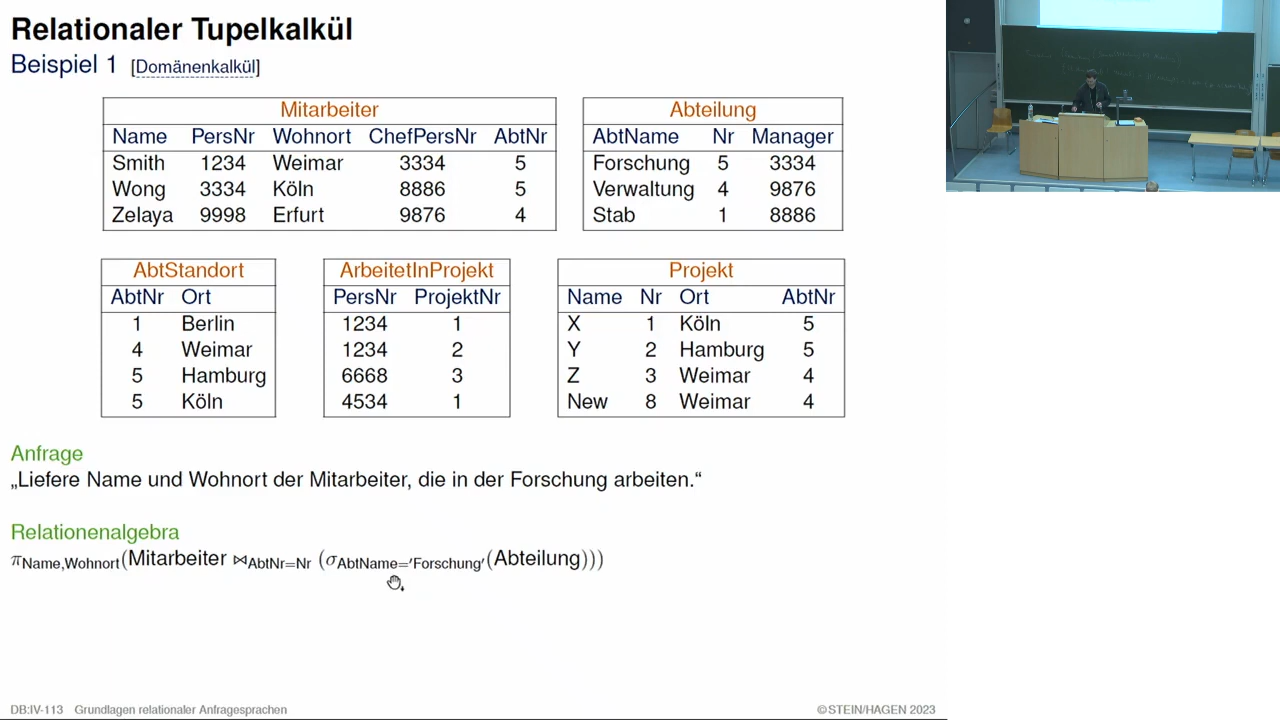 Relationaler Tupelkalkül
Beispiel 1 [Domänenkalkül]
Mitarbeiter
Name PersNr Wohnort ChefPersNr AbtNr
Smith 1234 Weimar 3334 5
Wong 3334 Köln 8886 5
Zelaya 9998 Erfurt 9876 4
Abteilung
AbtName Nr Manager
Forschung 5 3334
Verwaltung 4 9876
Stab 1 8886
AbtStandort
AbtNr Ort
1 Berlin
4 Weimar
5 Hamburg
5 Köln
ArbeitetInProjekt
PersNr ProjektNr
1234 1
1234 2
6668 3
4534 1
Projekt
Name Nr Ort AbtNr
X 1 Köln 5
Y 2 Hamburg 5
Z 3 Weimar 4
New 8 Weimar 4
Anfrage
„Liefere Name und Wohnort der Mitarbeiter, die in der Forschung arbeiten.“
Relationenalgebra
πName,Wohnort(Mitarbeiter ⋈AbtNr=Nr (σAbtName='Forschung'(Abteilung)))
DB:IV-113 Grundlagen relationaler Anfragesprachen
©STEIN/HAGEN 2023